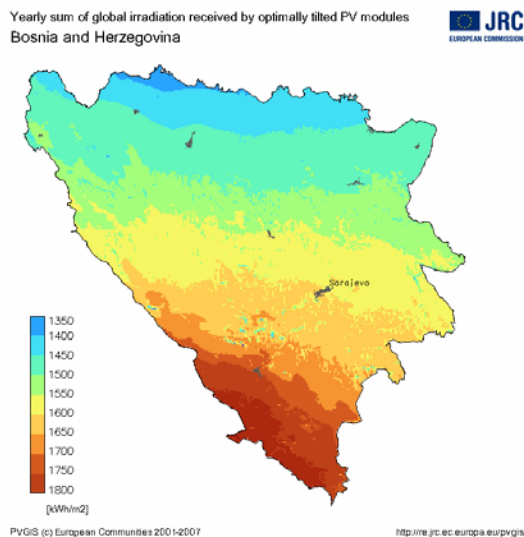 Yearly sum of global irradiation received by optimally tilted PV modules
Bosnia and Herzegovina
JRC
EUROPEAN COMMISSION
Sarajevo
1350
1400
1450
1500
1550
1600
1650
1700
1750
1800
[kWh/m2]
PVGIS (c) European Communities 2001-2007
http://re.jrc.ec.europa.eu/pvgis